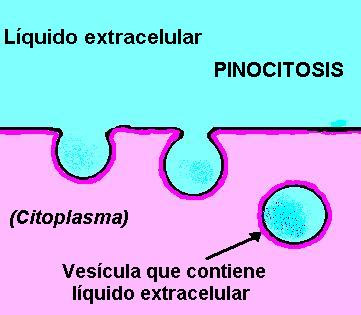 Líquido extracelular
PINOCITOSIS
(Citoplasma)
Vesícula que contiene
líquido extracelular